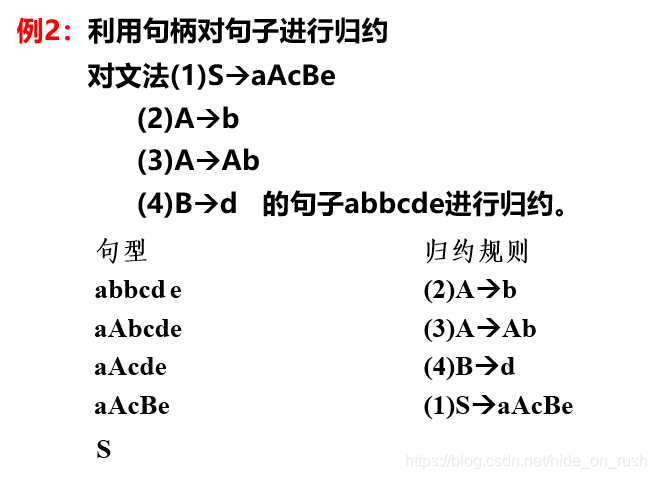 例2：利用句柄对句子进行归约
对文法(1)S→aAcBe
(2)A→b
(3)A→Ab
(4)B→d 的句子abbcde进行归约。
句型 归约规则
abbcd e (2)A→b
aAbcde (3)A→Ab
aAcde (4)B→d
aAcBe (1)S→aAcBe
S
https://blog.csdn.net/hide_on_rush